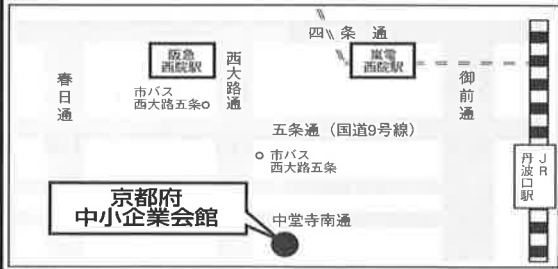 四条通
阪急
西院駅
嵐電
西院駅
西大路通
春日通
御前通
市バス
西大路五条
五条通（国道9号線）
市バス
西大路五条
JR
丹波口駅
京都府
中小企業会館
中堂寺南通